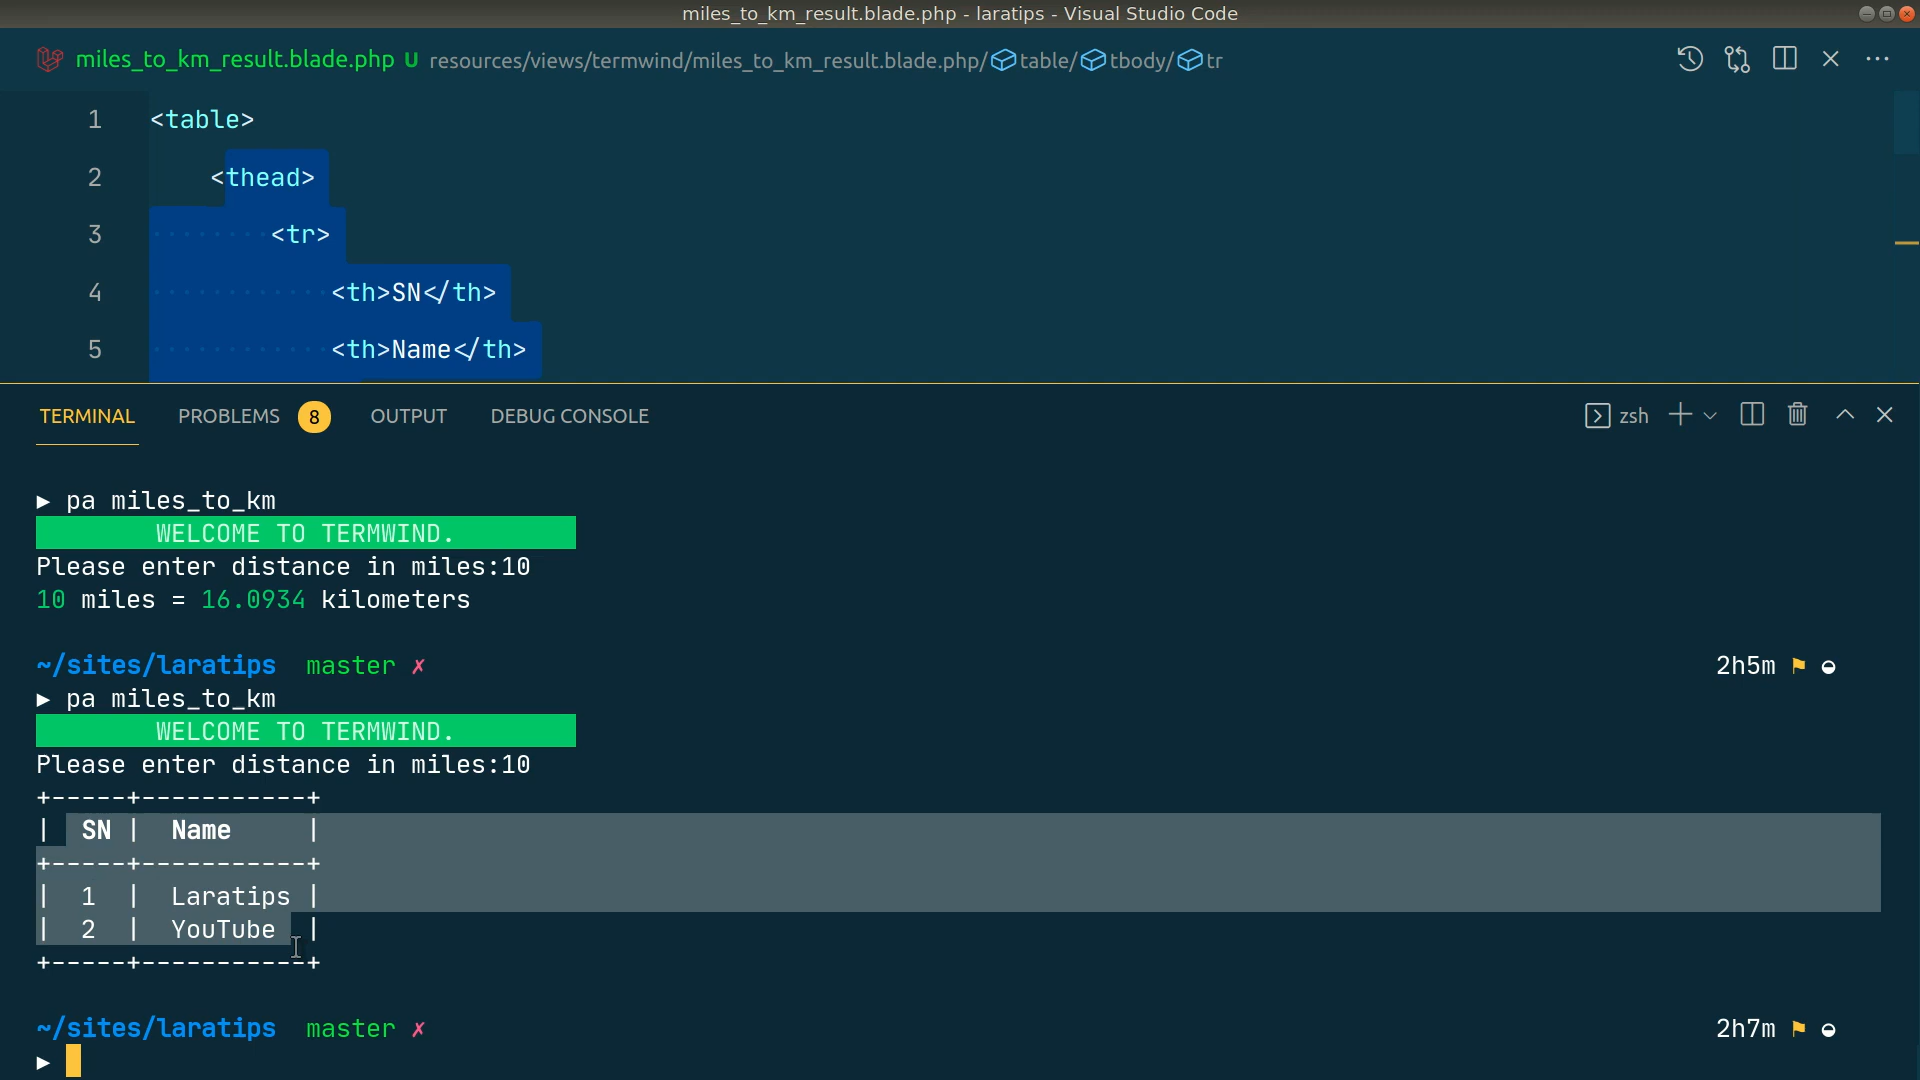 miles_to_km_result.blade.php - laratips - Visual Studio Code
miles_to_km_result.blade.php U resources/views/termwind/miles_to_km_result.blade.php/ table/ tbody/ tr
1 <table>
2 <thead>
3 <tr>
4 <th>SN</th>
5 <th>Name</th>
TERMINAL PROBLEMS 8 OUTPUT DEBUG CONSOLE zsh
▶ pa miles_to_km
WELCOME TO TERMWIND.
Please enter distance in miles:10
10 miles = 16.0934 kilometers
~/sites/laratips master ✗ 2h5m
▶ pa miles_to_km
WELCOME TO TERMWIND.
Please enter distance in miles:10
+-----+-----------+
| SN | Name |
+-----+-----------+
| 1 | Laratips |
| 2 | YouTube |
+-----+-----------+
~/sites/laratips master ✗ 2h7m
▶